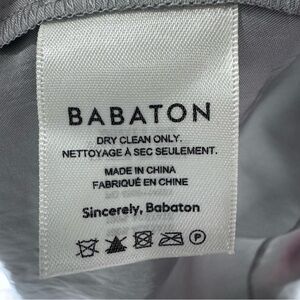 BABATON
DRY CLEAN ONLY.
NETTOYAGE À SEC SEULEMENT.
MADE IN CHINA
FABRIQUÉ EN CHINE
Sincerely, Babaton
P